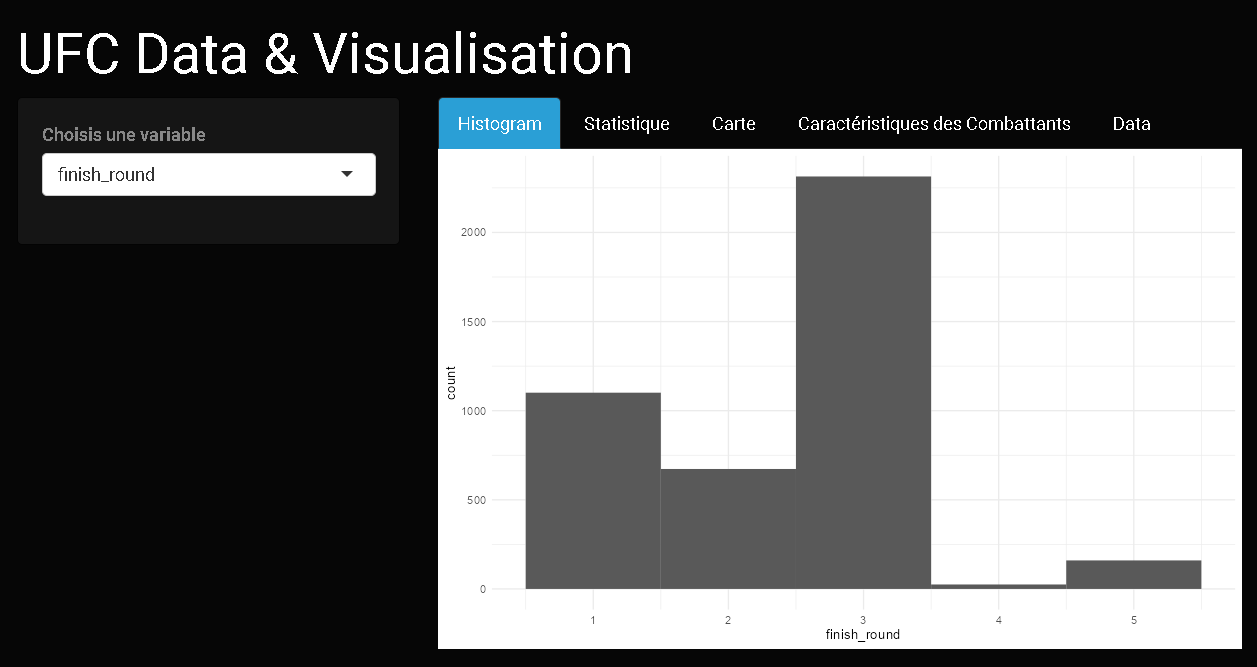 UFC Data & Visualisation
Choisis une variable
finish_round
Histogram Statistique Carte Caractéristiques des Combattants Data
2000
1500
1000
500
0
count
1 2 3 4 5
finish_round